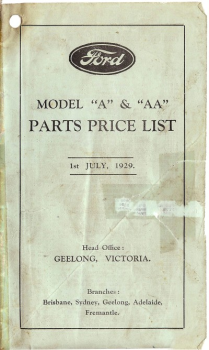 Ford
MODEL "A" & "AA"
PARTS PRICE LIST
1st JULY, 1929.
Head Office:
GEELONG, VICTORIA.
Branches:
Brisbane, Sydney, Geelong, Adelaide,
Fremantle.